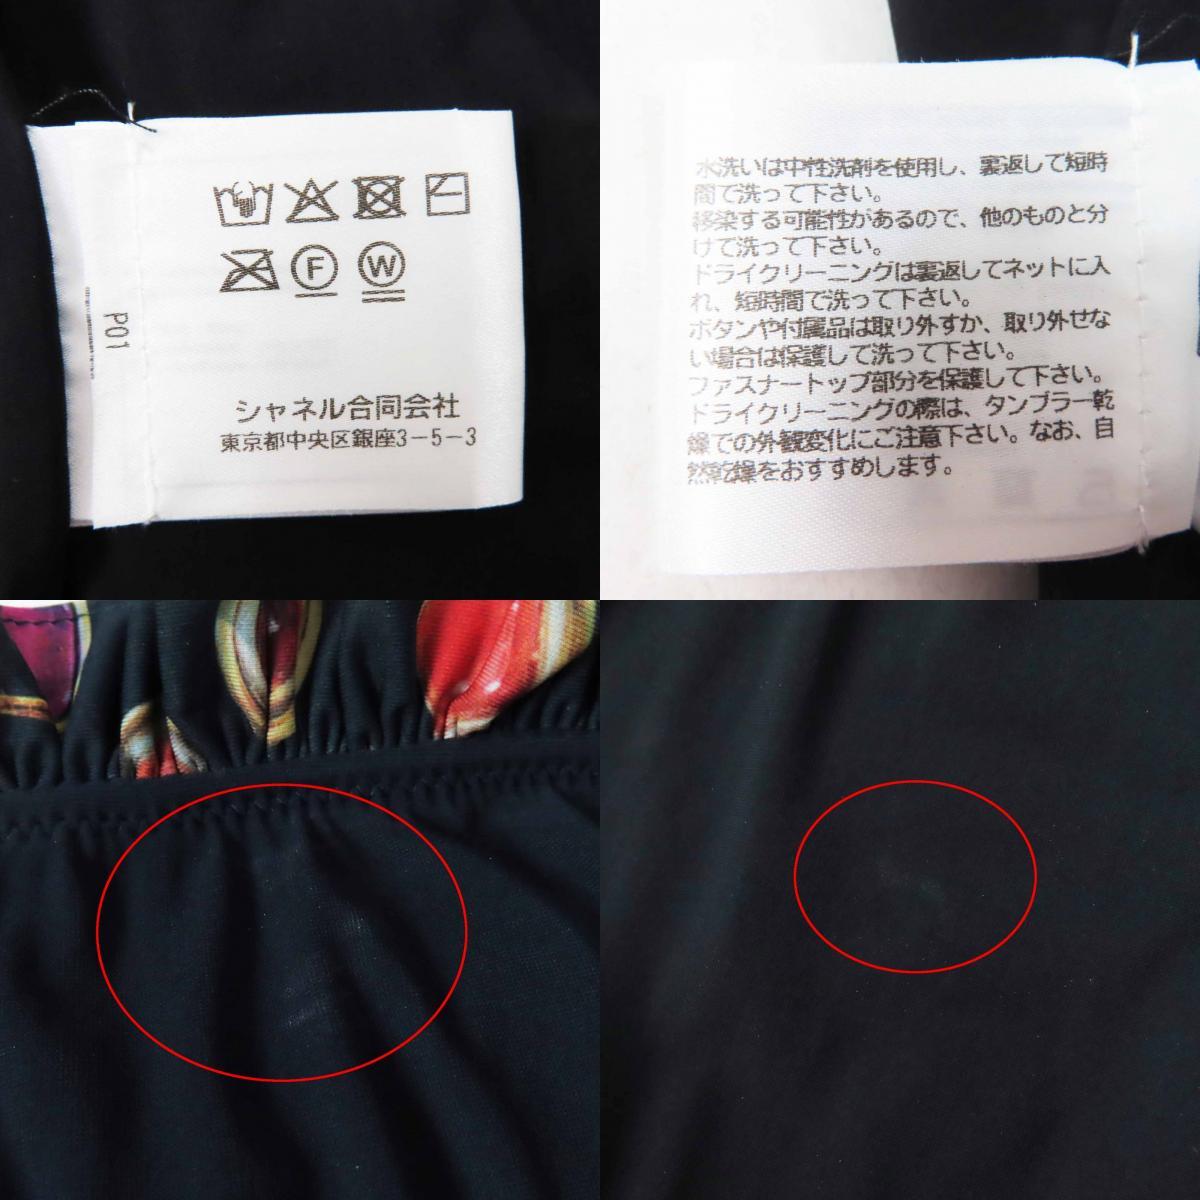 F W
P01
シャネル合同会社
東京都中央区銀座3-5-3
水洗いは中性洗剤を使用し、裏返して短時
間で洗って下さい。
移染する可能性があるので、他のものと分
けて洗って下さい。
ドライクリーニングは裏返してネットに入
れ、短時間で洗って下さい。
ボタンや付属品は取り外すか、取り外せな
い場合は保護して洗って下さい。
ファスナートップ部分を保護して下さい。
ドライクリーニングの際は、タンブラー乾
燥での外観変化にご注意下さい。なお、自
然乾燥をおすすめします。